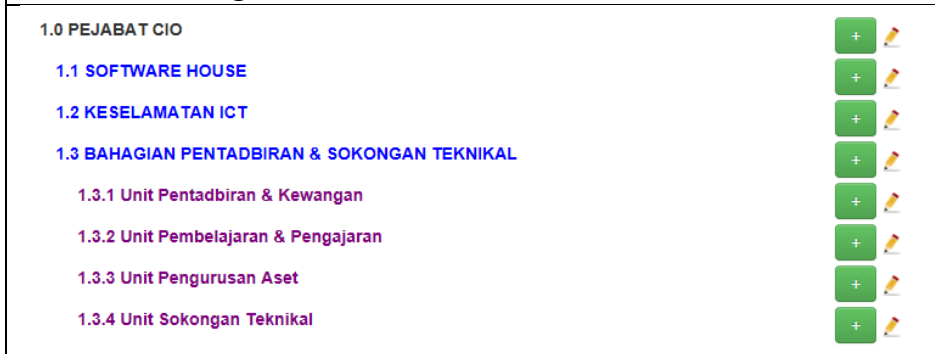 1.0 PEJABAT CIO
+
1.1 SOFTWARE HOUSE
+
1.2 KESELAMATAN ICT
+
1.3 BAHAGIAN PENTADBIRAN & SOKONGAN TEKNIKAL
+
1.3.1 Unit Pentadbiran & Kewangan
+
1.3.2 Unit Pembelajaran & Pengajaran
+
1.3.3 Unit Pengurusan Aset
+
1.3.4 Unit Sokongan Teknikal
+